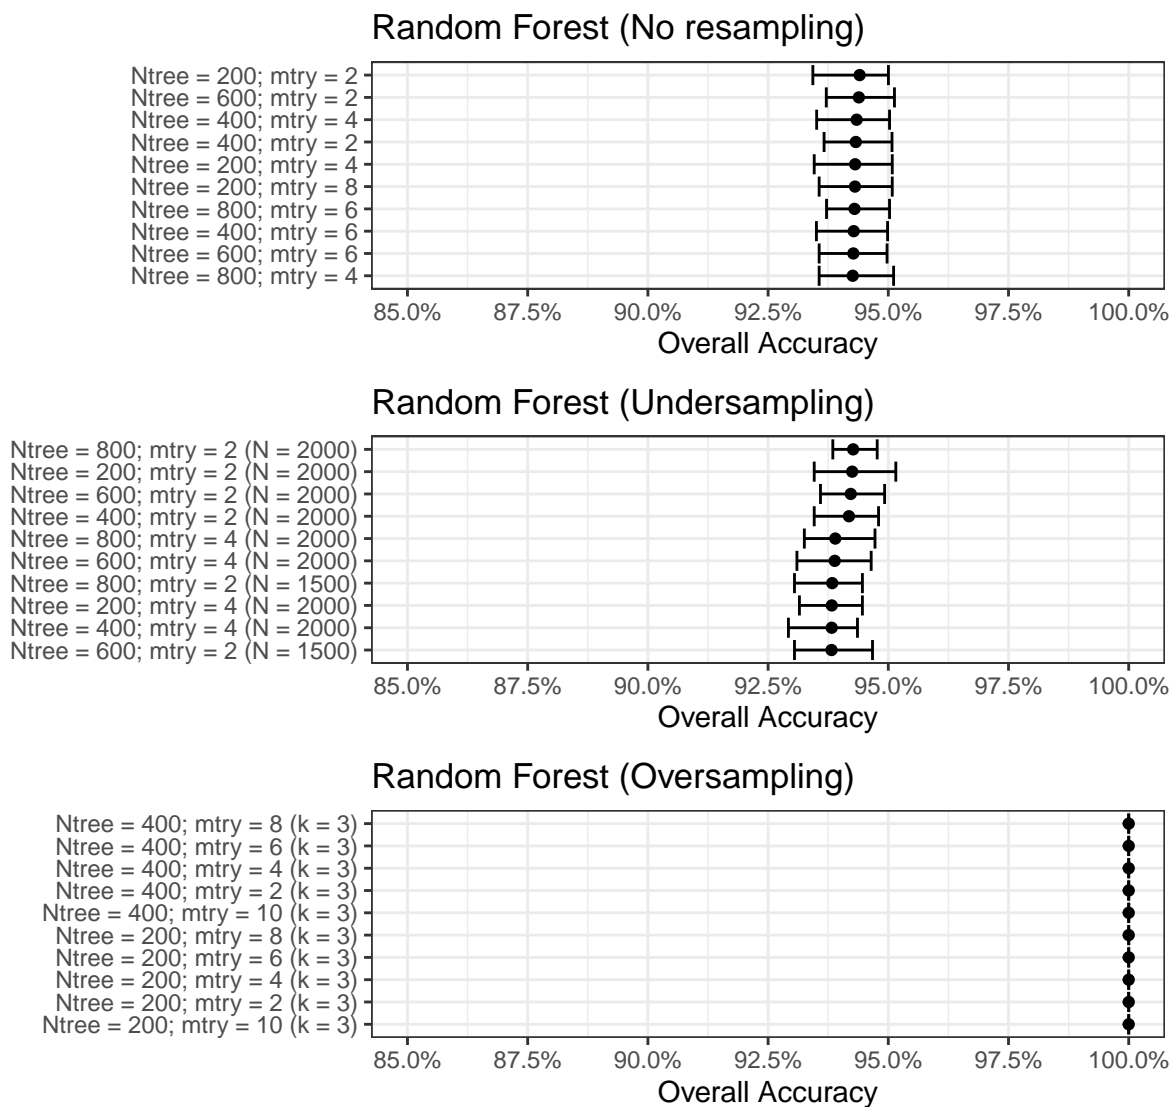 Random Forest (No resampling)
Ntree = 200; mtry = 2
Ntree = 600; mtry = 2
Ntree = 400; mtry = 4
Ntree = 400; mtry = 2
Ntree = 200; mtry = 4
Ntree = 200; mtry = 8
Ntree = 800; mtry = 6
Ntree = 400; mtry = 6
Ntree = 600; mtry = 6
Ntree = 800; mtry = 4
85.0% 87.5% 90.0% 92.5% 95.0% 97.5% 100.0%
Overall Accuracy
Random Forest (Undersampling)
Ntree = 800; mtry = 2 (N = 2000)
Ntree = 200; mtry = 2 (N = 2000)
Ntree = 600; mtry = 2 (N = 2000)
Ntree = 400; mtry = 2 (N = 2000)
Ntree = 800; mtry = 4 (N = 2000)
Ntree = 600; mtry = 4 (N = 2000)
Ntree = 800; mtry = 2 (N = 1500)
Ntree = 200; mtry = 4 (N = 2000)
Ntree = 400; mtry = 4 (N = 2000)
Ntree = 600; mtry = 2 (N = 1500)
85.0% 87.5% 90.0% 92.5% 95.0% 97.5% 100.0%
Overall Accuracy
Random Forest (Oversampling)
Ntree = 400; mtry = 8 (k = 3)
Ntree = 400; mtry = 6 (k = 3)
Ntree = 400; mtry = 4 (k = 3)
Ntree = 400; mtry = 2 (k = 3)
Ntree = 400; mtry = 10 (k = 3)
Ntree = 200; mtry = 8 (k = 3)
Ntree = 200; mtry = 6 (k = 3)
Ntree = 200; mtry = 4 (k = 3)
Ntree = 200; mtry = 2 (k = 3)
Ntree = 200; mtry = 10 (k = 3)
85.0% 87.5% 90.0% 92.5% 95.0% 97.5% 100.0%
Overall Accuracy